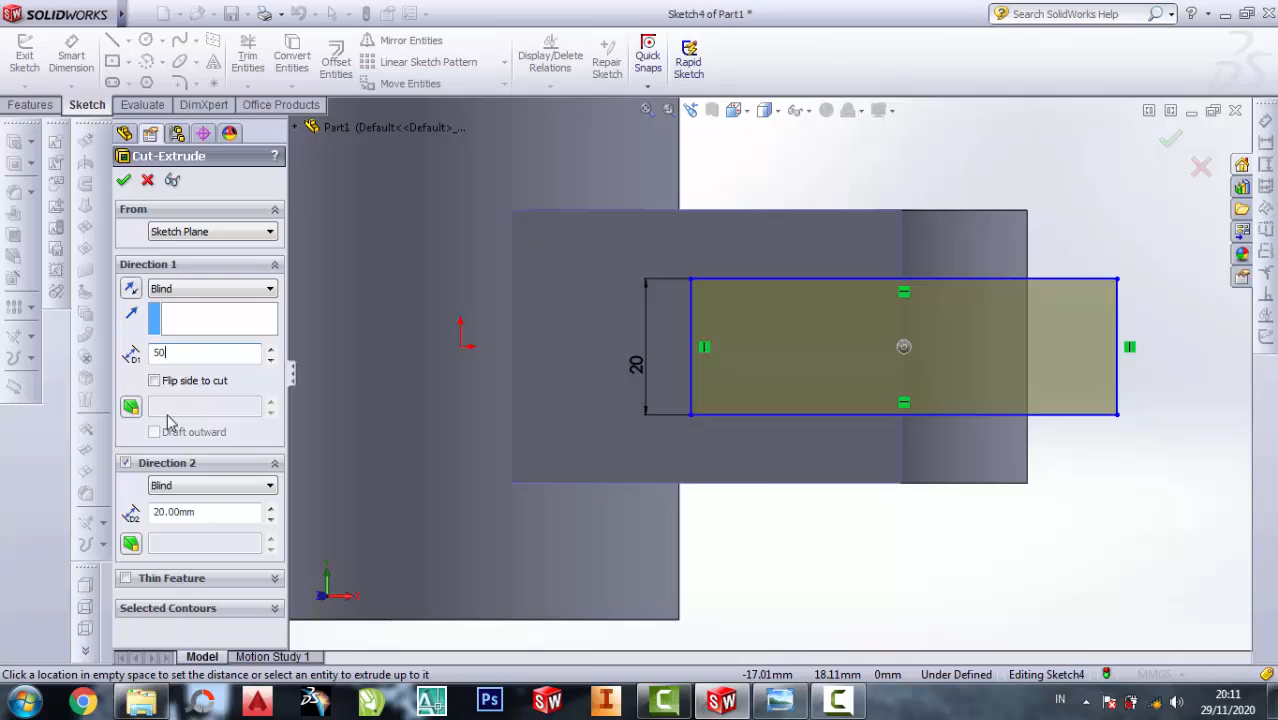 SOLIDWORKS
Sketch4 of Part1 *
Search SolidWorks Help
Exit Sketch
Smart Dimension
Trim Entities
Convert Entities
Offset Entities
Mirror Entities
Linear Sketch Pattern
Move Entities
Display/Delete Relations
Repair Sketch
Quick Snaps
Rapid Sketch
Features
Sketch
Evaluate
DimXpert
Office Products
Part1 (Default<<Default>_...
Cut-Extrude
?
From
Sketch Plane
Direction 1
Blind
D1
50
Flip side to cut
Draft outward
Direction 2
Blind
D2
20.00mm
Thin Feature
Selected Contours
20
Model
Motion Study 1
Click a location in empty space to set the distance or select an entity to extrude up to it
-17.01mm
18.11mm
0mm
Under Defined
Editing Sketch4
MMGS
Ps
SW
IN
20:11
29/11/2020